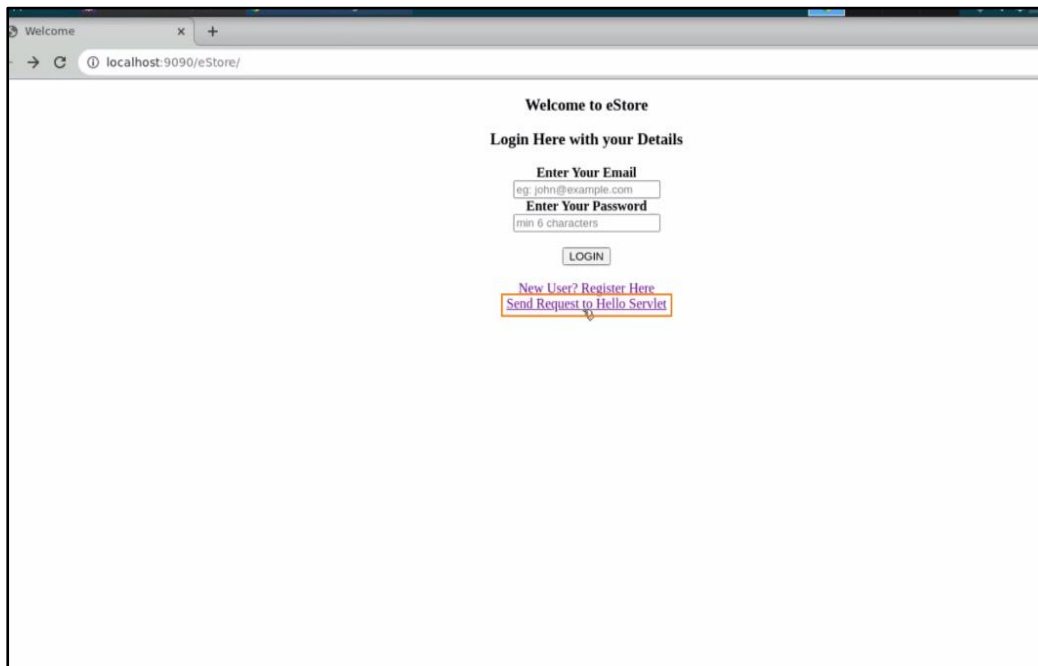 Welcome
localhost:9090/eStore/
Welcome to eStore
Login Here with your Details
Enter Your Email
eg: john@example.com
Enter Your Password
min 6 characters
LOGIN
New User? Register Here
Send Request to Hello Servlet